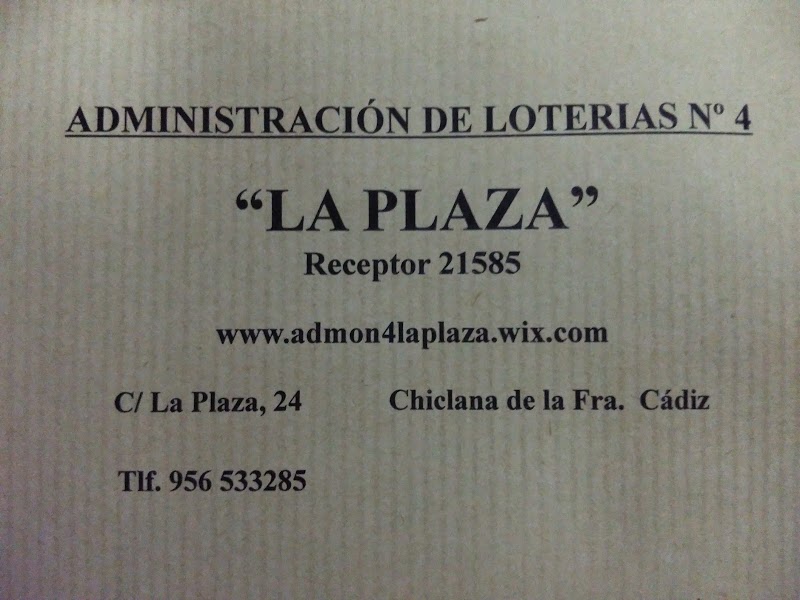 ADMINISTRACIÓN DE LOTERIAS Nº 4
“LA PLAZA”
Receptor 21585
www.admon4laplaza.wix.com
C/ La Plaza, 24 Chiclana de la Fra. Cádiz
Tlf. 956 533285